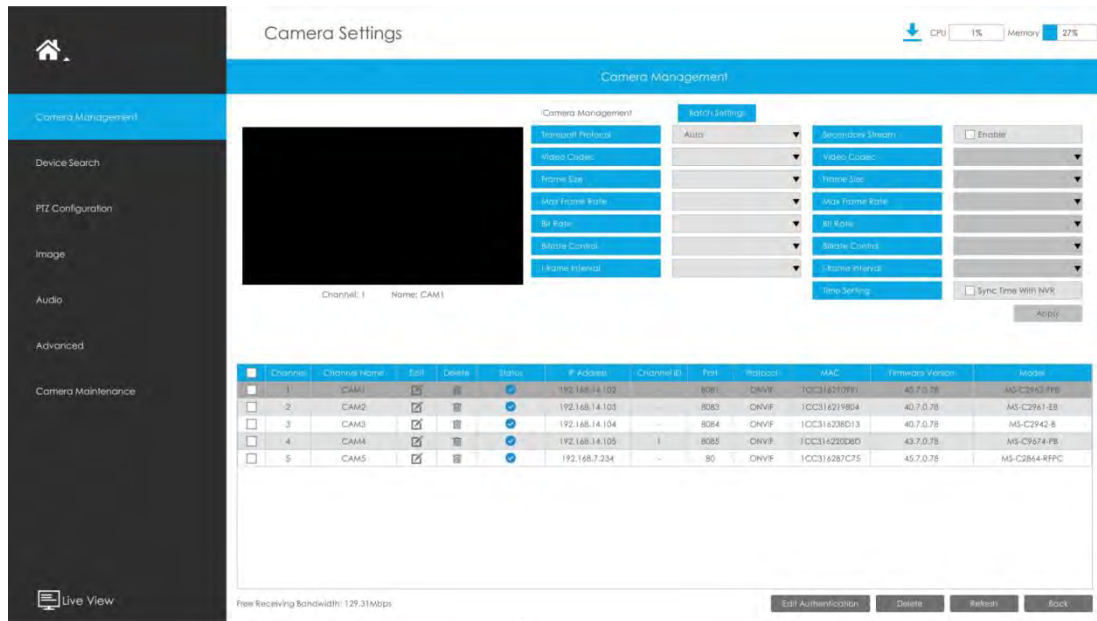 Camera Settings
CPU 1% Memory 27%
Camera Management
Camera Management
Device Search
PTZ Configuration
Image
Audio
Advanced
Camera Maintenance
Live View
Camera Management Batch Settings
Transmit Protocol Auto Secondary Stream Enable
Video Codec Video Codec
Frame Size Frame Size
Max Frame Rate Max Frame Rate
Bit Rate Bit Rate
Bitrate Control Bitrate Control
I-frame Interval I-frame Interval
Time Setting Sync Time With NVR
Channel: 1 Name: CAM1
Apply
Channel Channel Name Edit Delete Status IP Address Channel ID Port Protocol MAC Firmware Version Model
1 CAM1 192.168.14.102 - 8081 ONVIF 40.7.0.78
2 CAM2 192.168.14.103 - 8083 ONVIF 1CC316219804 40.7.0.78 MS-C2961-EB
3 CAM3 192.168.14.104 - 8084 ONVIF 1CC316238D13 40.7.0.78 MS-C2942-B
4 CAM4 192.168.14.105 1 8085 ONVIF 43.7.0.78 MS-C9674-PB
5 CAM5 192.168.7.234 - 80 ONVIF 1CC316287C75 45.7.0.78 MS-C2864-RFPC
Free Receiving Bandwidth: 129.31Mbps
Edit Authentication Delete Refresh Back